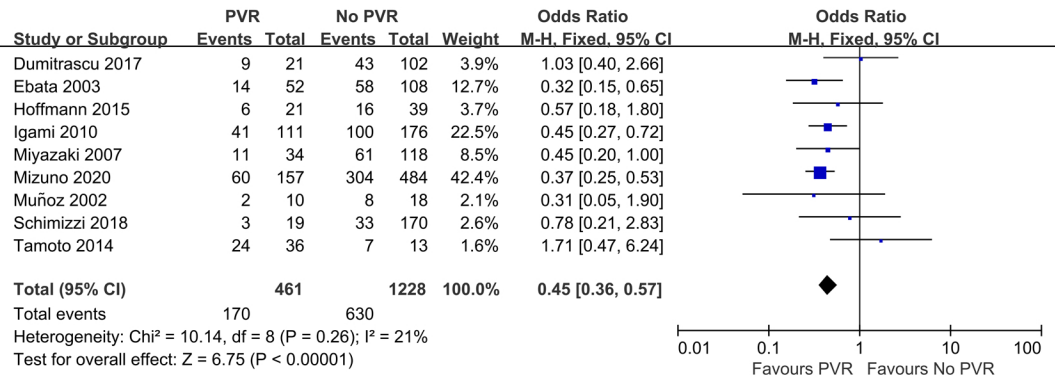 PVR No PVR Odds Ratio Odds Ratio
Study or Subgroup Events Total Events Total Weight M-H, Fixed, 95% CI M-H, Fixed, 95% CI
Dumitrascu 2017 9 21 43 102 3.9% 1.03 [0.40, 2.66]
Ebata 2003 14 52 58 108 12.7% 0.32 [0.15, 0.65]
Hoffmann 2015 6 21 16 39 3.7% 0.57 [0.18, 1.80]
Igami 2010 41 111 100 176 22.5% 0.45 [0.27, 0.72]
Miyazaki 2007 11 34 61 118 8.5% 0.45 [0.20, 1.00]
Mizuno 2020 60 157 304 484 42.4% 0.37 [0.25, 0.53]
Muñoz 2002 2 10 8 18 2.1% 0.31 [0.05, 1.90]
Schimizzi 2018 3 19 33 170 2.6% 0.78 [0.21, 2.83]
Tamoto 2014 24 36 7 13 1.6% 1.71 [0.47, 6.24]
Total (95% CI) 461 1228 100.0% 0.45 [0.36, 0.57]
Total events 170 630
Heterogeneity: Chi² = 10.14, df = 8 (P = 0.26); I² = 21%
Test for overall effect: Z = 6.75 (P < 0.00001)
0.01 0.1 1 10 100
Favours PVR Favours No PVR